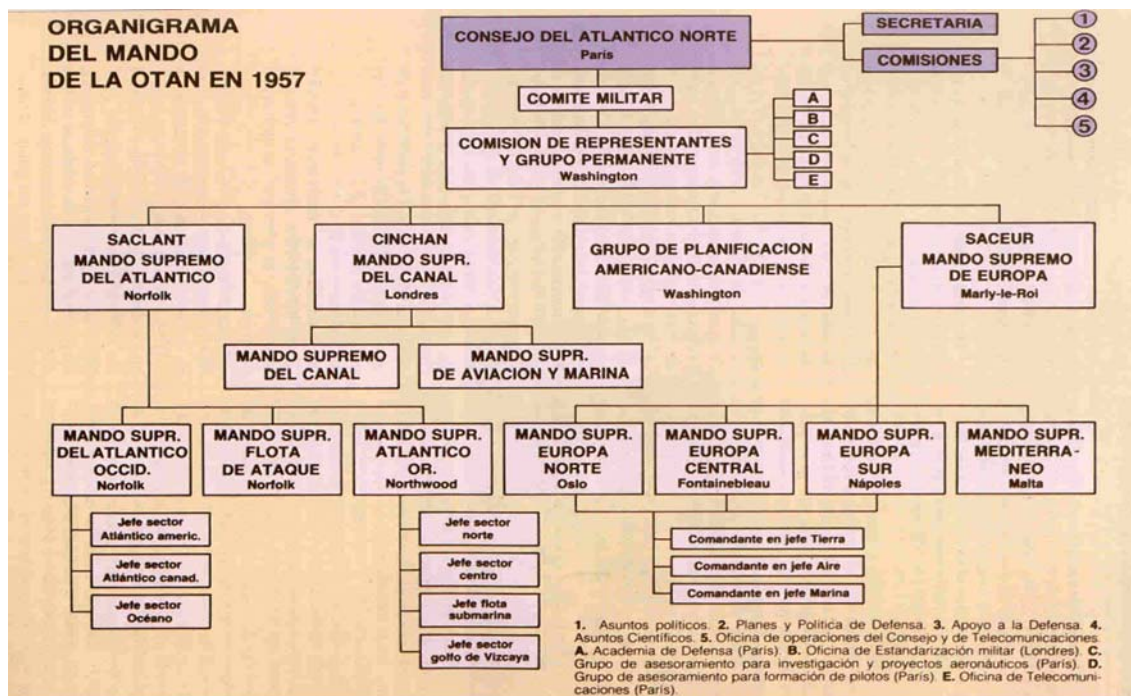 ORGANIGRAMA
DEL MANDO
DE LA OTAN EN 1957
CONSEJO DEL ATLANTICO NORTE
París
SECRETARIA
COMISIONES
1
2
3
4
5
COMITE MILITAR
COMISION DE REPRESENTANTES
Y GRUPO PERMANENTE
Washington
A
B
C
D
E
SACLANT
MANDO SUPREMO
DEL ATLANTICO
Norfolk
CINCHAN
MANDO SUPR.
DEL CANAL
Londres
GRUPO DE PLANIFICACION
AMERICANO-CANADIENSE
Washington
SACEUR
MANDO SUPREMO
DE EUROPA
Marly-le-Roi
MANDO SUPREMO
DEL CANAL
MANDO SUPR.
DE AVIACION Y MARINA
MANDO SUPR.
DEL ATLANTICO
OCCID.
Norfolk
MANDO SUPR.
FLOTA
DE ATAQUE
Norfolk
MANDO SUPR.
ATLANTICO
OR.
Northwood
MANDO SUPR.
EUROPA
NORTE
Oslo
MANDO SUPR.
EUROPA
CENTRAL
Fontainebleau
MANDO SUPR.
EUROPA
SUR
Nápoles
MANDO SUPR.
MEDITERRA-
NEO
Malta
Jefe sector
Atlántico americ.
Jefe sector
Atlántico canad.
Jefe sector
Océano
Jefe sector
norte
Jefe sector
centro
Jefe flota
submarina
Jefe sector
golfo de Vizcaya
Comandante en jefe Tierra
Comandante en jefe Aire
Comandante en jefe Marina
1. Asuntos políticos. 2. Planes y Política de Defensa. 3. Apoyo a la Defensa. 4.
Asuntos Científicos. 5. Oficina de operaciones del Consejo y de Telecomunicaciones.
A. Academia de Defensa (París). B. Oficina de Estandarización militar (Londres). C.
Grupo de asesoramiento para investigación y proyectos aeronáuticos (París). D.
Grupo de asesoramiento para formación de pilotos (París). E. Oficina de Telecomuni-
caciones (París).